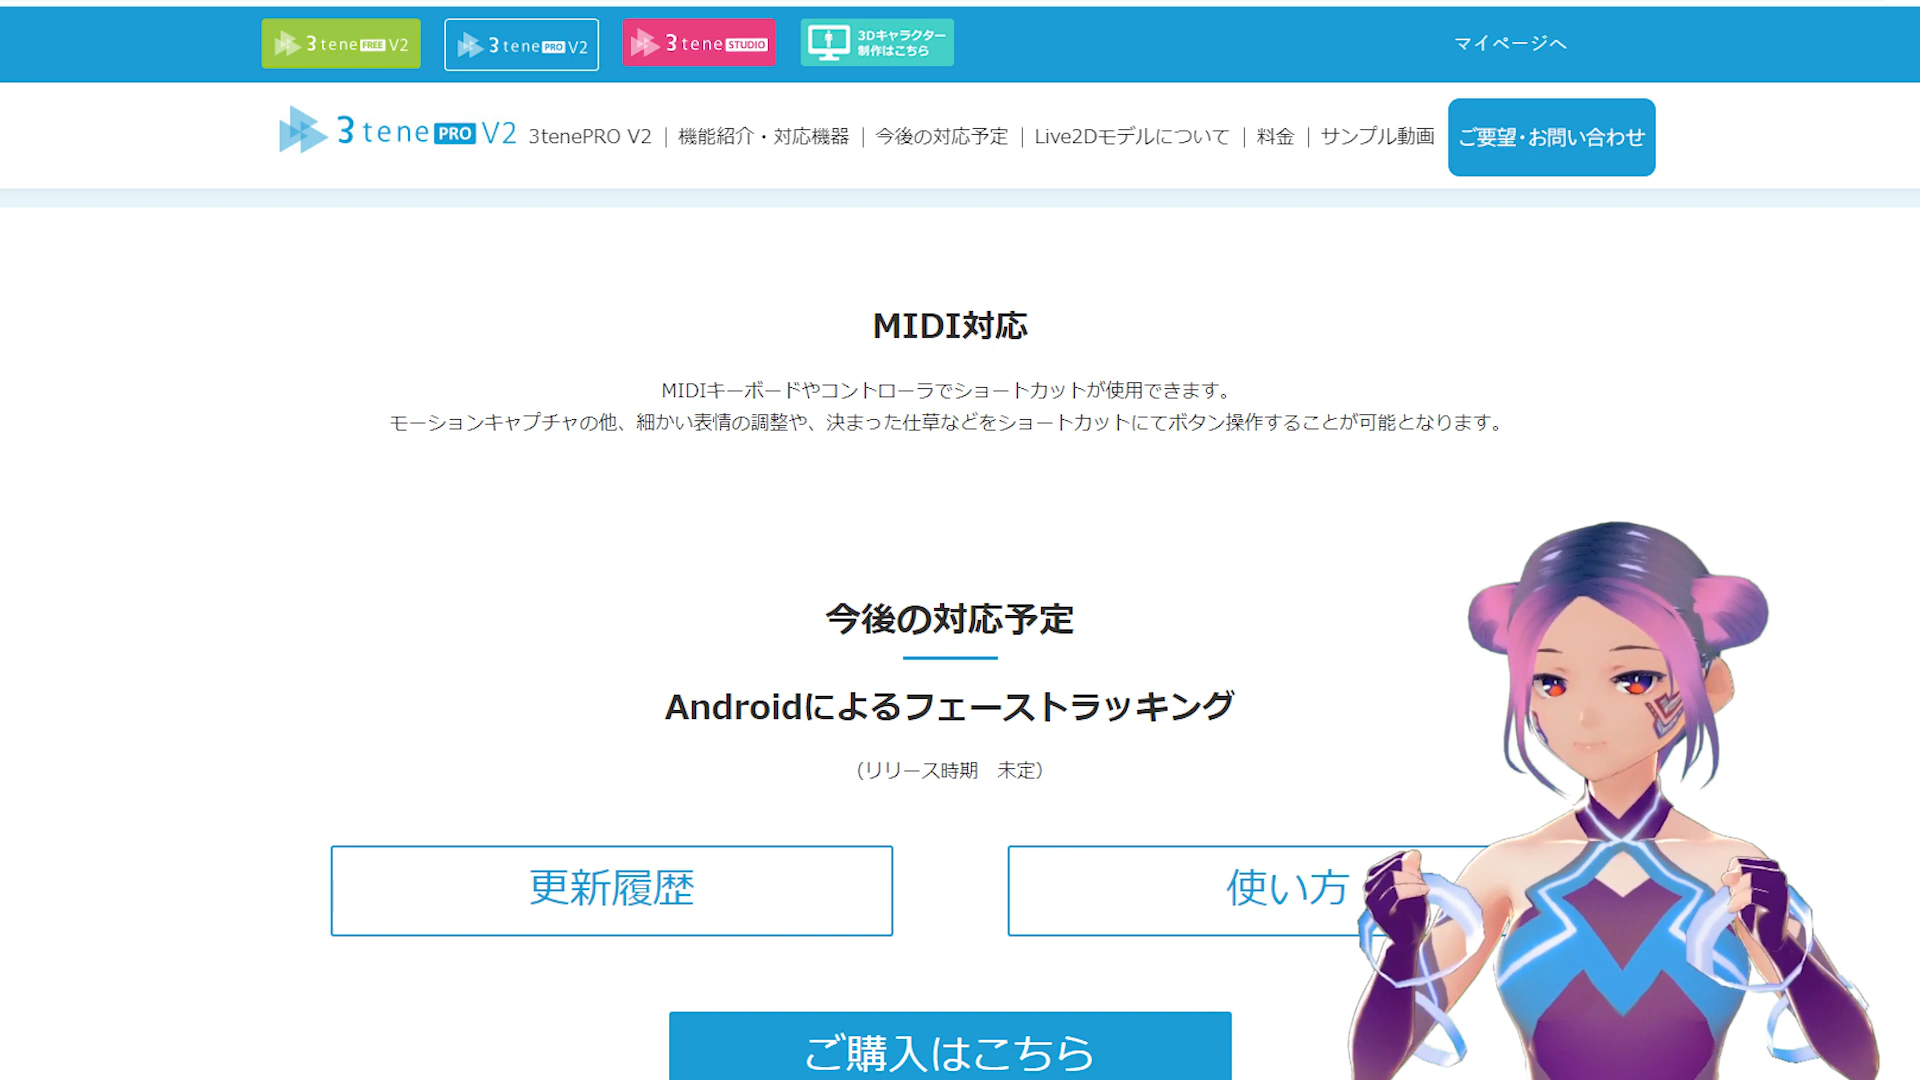 3tene FREE V2
3tene PRO V2
3tene STUDIO
3Dキャラクター
制作はこちら
マイページへ
3tene PRO V2
3tenePRO V2 | 機能紹介・対応機器 | 今後の対応予定 | Live2Dモデルについて | 料金 | サンプル動画
ご要望・お問い合わせ
MIDI対応
MIDIキーボードやコントローラでショートカットが使用できます。
モーションキャプチャの他、細かい表情の調整や、決まった仕草などをショートカットにてボタン操作することが可能となります。
今後の対応予定
Androidによるフェーストラッキング
（リリース時期　未定）
更新履歴
使い方
ご購入はこちら